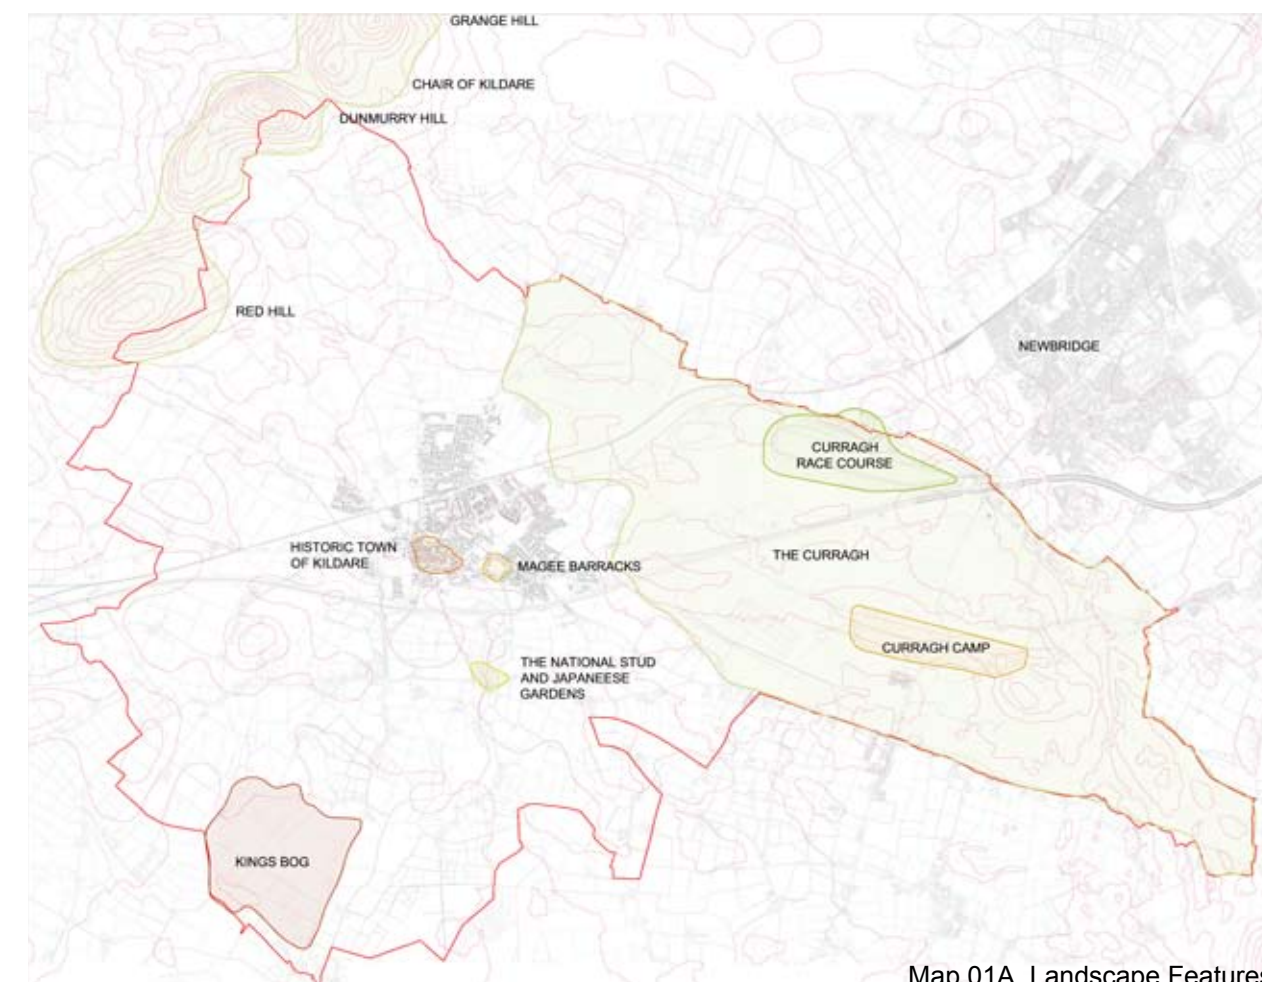 GRANGE HILL
CHAIR OF KILDARE
DUNMURRY HILL
RED HILL
NEWBRIDGE
CURRAGH
RACE COURSE
HISTORIC TOWN
OF KILDARE
MAGEE BARRACKS
THE CURRAGH
CURRAGH CAMP
THE NATIONAL STUD
AND JAPANEESE
GARDENS
KINGS BOG
Map 01A Landscape Features